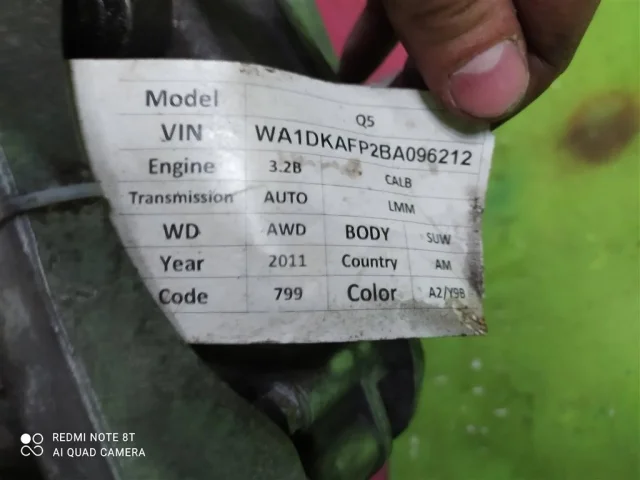 Model Q5
VIN WA1DKAFP2BA096212
Engine 3.2B CALB
Transmission AUTO LMM
WD AWD BODY SUW
Year 2011 Country AM
Code 799 Color A2/Y9B
REDMI NOTE 8T
AI QUAD CAMERA